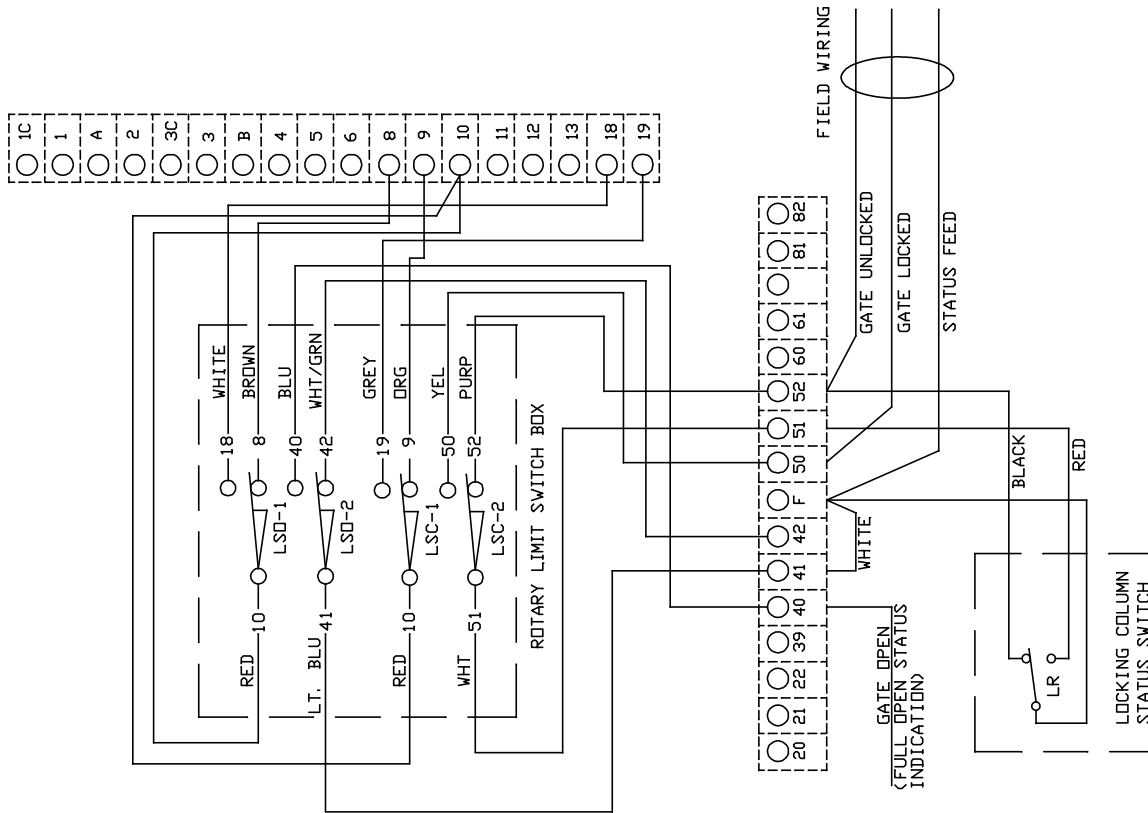 1C
1
A
2
3C
3
B
4
5
6
8
9
10
11
12
13
18
19
FIELD WIRING
GATE UNLOCKED
GATE LOCKED
STATUS FEED
82
81
61
60
52
51
50
F
42
41
40
39
22
21
20
WHITE
BROWN
BLU
WHT/GRN
GREY
ORG
YEL
PURP
18
8
40
42
19
9
50
52
LSO-1
LSO-2
LSC-1
LSC-2
10
41
10
51
RED
LT. BLU
RED
WHT
ROTARY LIMIT SWITCH BOX
WHITE
BLACK
RED
GATE OPEN
(FULL OPEN STATUS
INDICATION)
LR
LOCKING COLUMN
STATUS SWITCH